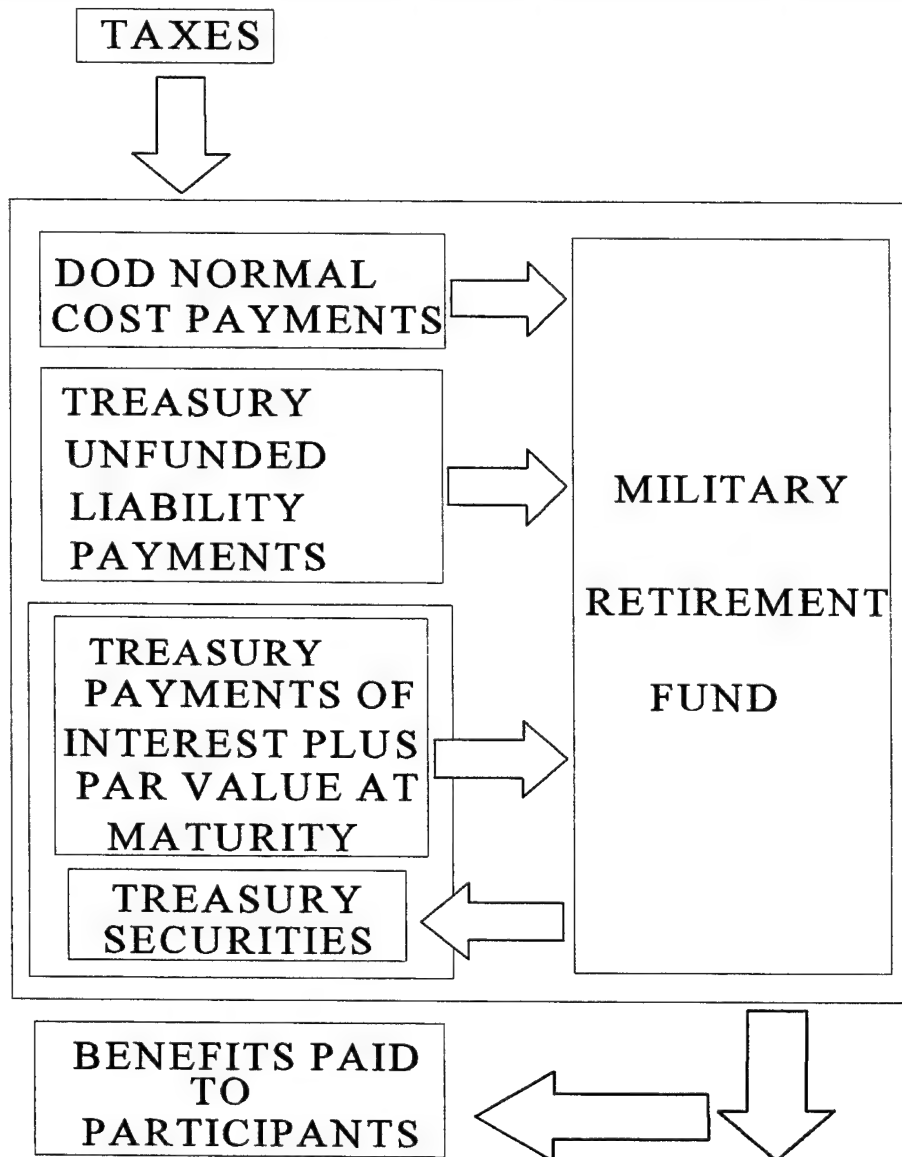 TAXES
DOD NORMAL
COST PAYMENTS
TREASURY
UNFUNDED
LIABILITY
PAYMENTS
TREASURY
PAYMENTS OF
INTEREST PLUS
PAR VALUE AT
MATURITY
TREASURY
SECURITIES
MILITARY
RETIREMENT
FUND
BENEFITS PAID
TO
PARTICIPANTS